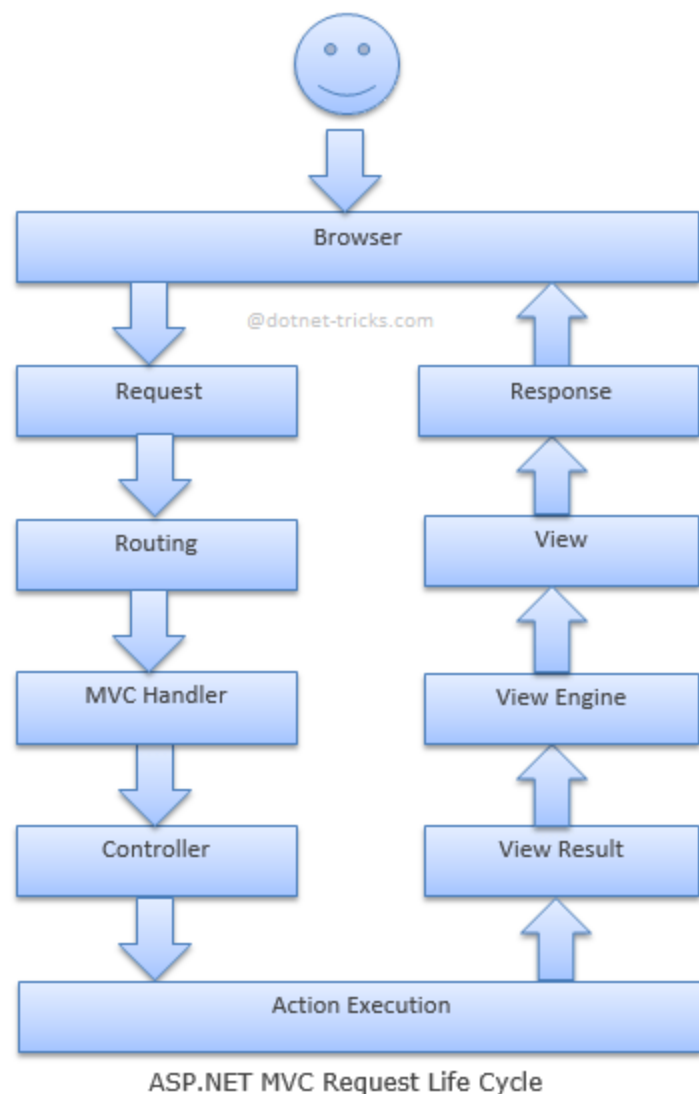 Browser
@dotnet-tricks.com
Request
Response
Routing
View
MVC Handler
View Engine
Controller
View Result
Action Execution
ASP.NET MVC Request Life Cycle